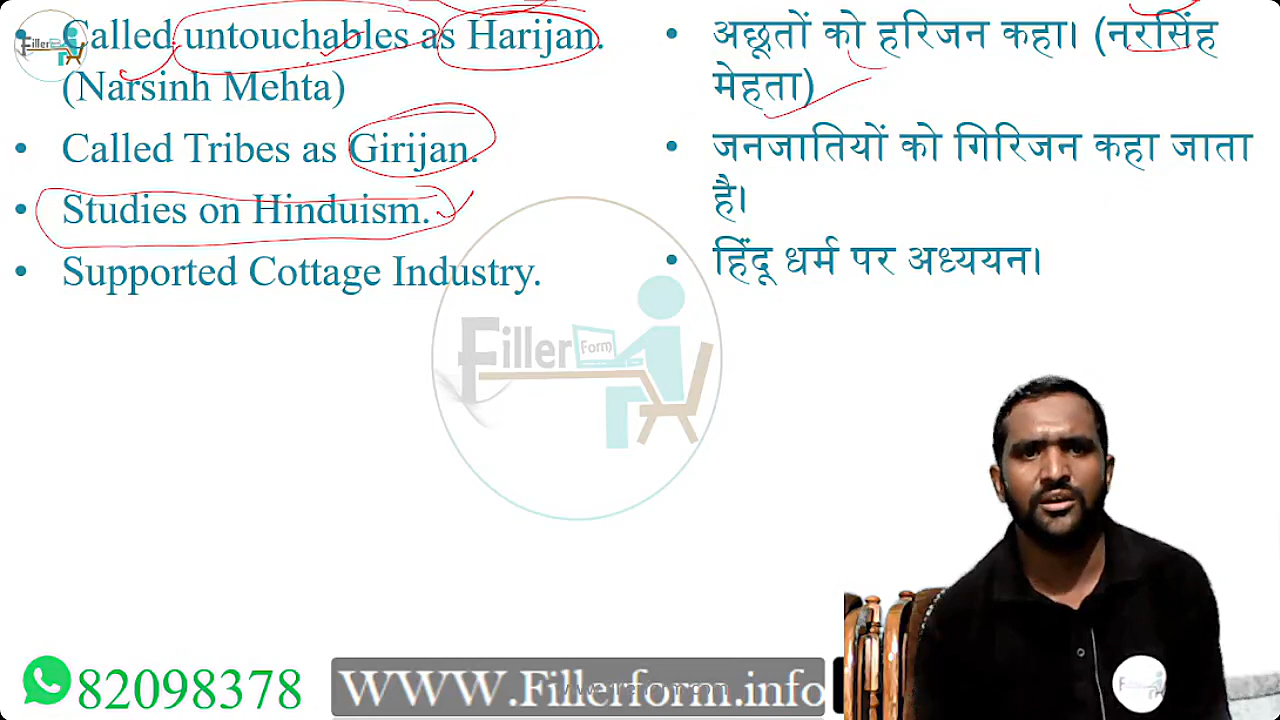 Called untouchables as Harijan.
(Narsinh Mehta)
Called Tribes as Girijan.
Studies on Hinduism.
Supported Cottage Industry.
अछूतों को हरिजन कहा। (नरसिंह
मेहता)
जनजातियों को गिरिजन कहा जाता
है।
हिंदू धर्म पर अध्ययन।
Filler Form
82098378
WWW.Fillerform.info
Filler